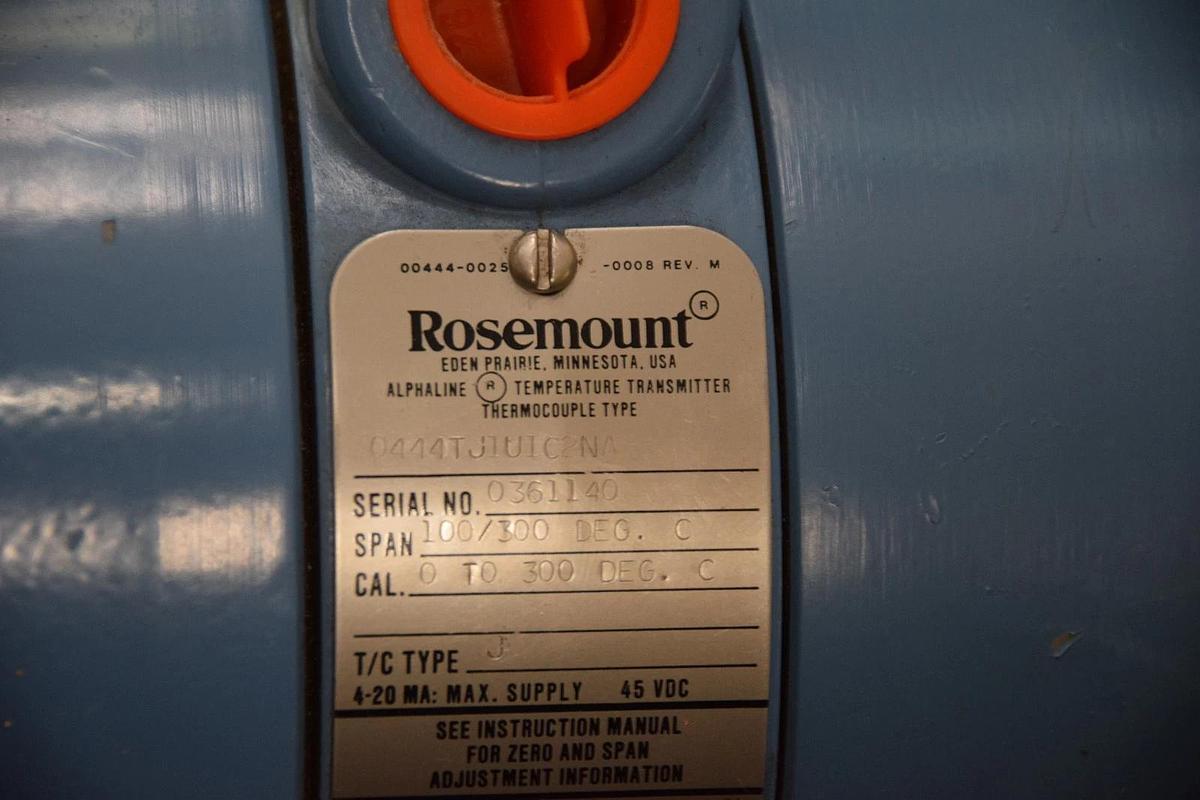 00444-0025 -0008 REV. M
Rosemount ®
EDEN PRAIRIE, MINNESOTA, USA
ALPHALINE ® TEMPERATURE TRANSMITTER
THERMOCOUPLE TYPE
0444TJ1U1C2NA
SERIAL NO. 0361140
SPAN 100/300 DEG. C
CAL. 0 TO 300 DEG. C
T/C TYPE J
4-20 MA: MAX. SUPPLY 45 VDC
SEE INSTRUCTION MANUAL
FOR ZERO AND SPAN
ADJUSTMENT INFORMATION